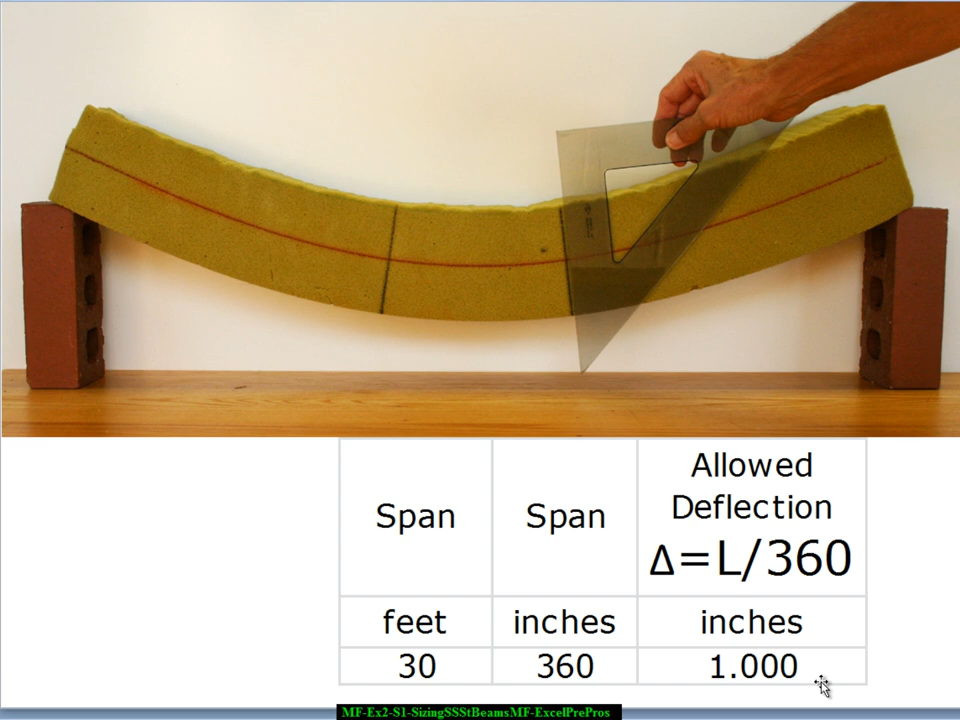 Span
Span
Allowed
Deflection
Δ=L/360
feet
inches
inches
30
360
1.000
MF-Ex2-S1-SizingSSStBeamsMF-ExcelPrePros